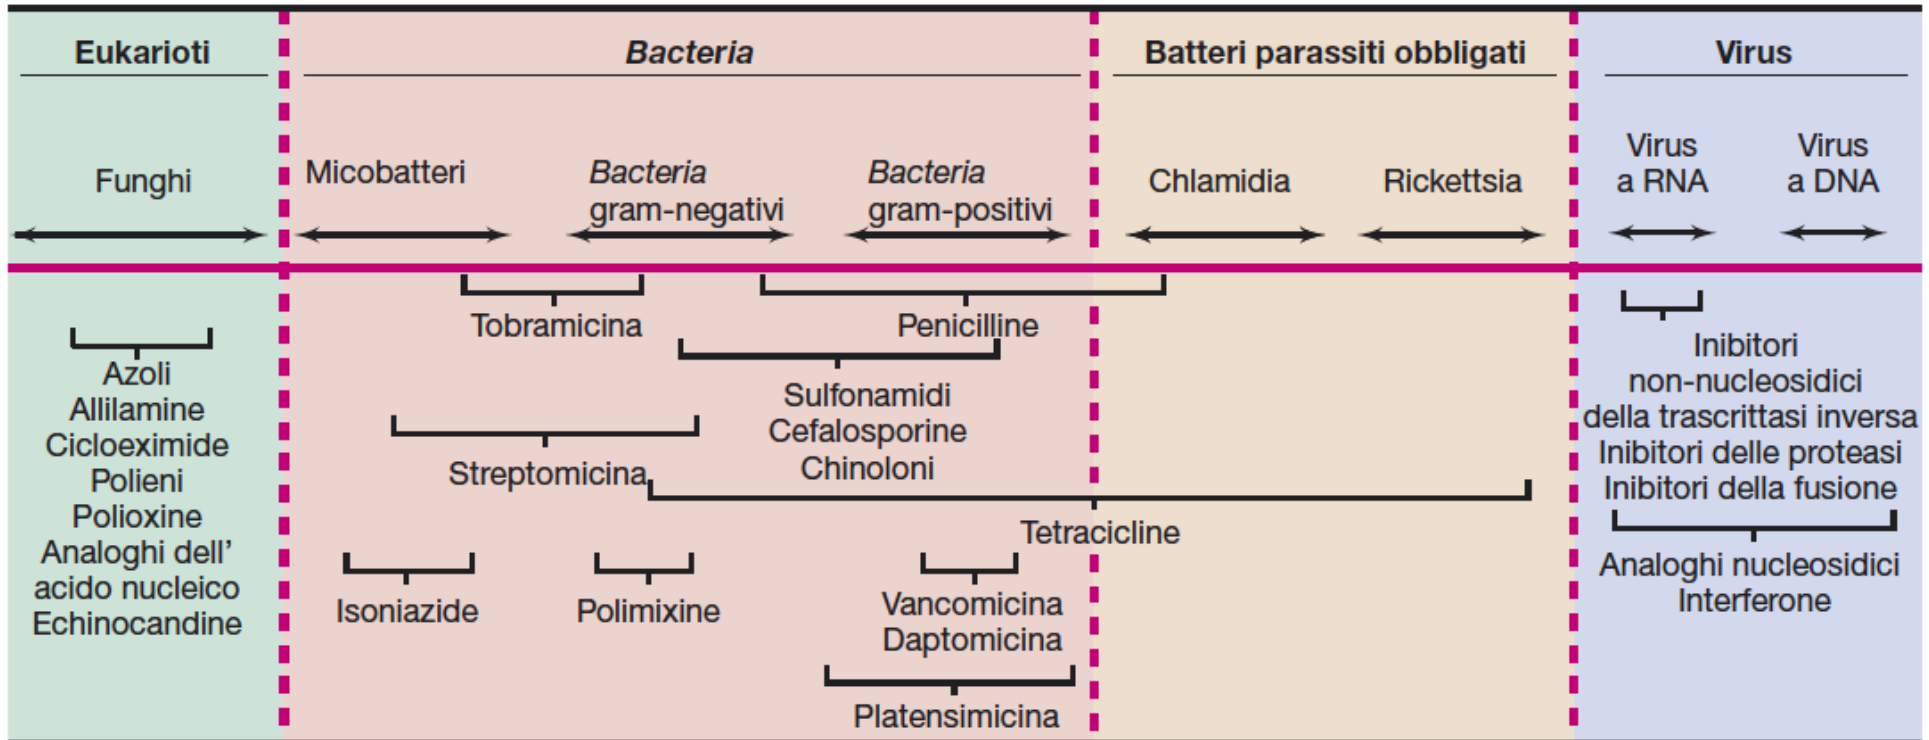 Eukarioti
Bacteria
Batteri parassiti obbligati
Virus
Funghi
Micobatteri
Bacteria
gram-negativi
Bacteria
gram-positivi
Chlamidia
Rickettsia
Virus
a RNA
Virus
a DNA
Azoli
Allilamine
Cicloeximide
Polieni
Polioxine
Analoghi dell'
acido nucleico
Echinocandine
Tobramicina
Penicilline
Sulfonamidi
Cefalosporine
Chinoloni
Streptomicina
Tetracicline
Isoniazide
Polimixine
Vancomicina
Daptomicina
Platensimicina
Inibitori
non-nucleosidici
della trascrittasi inversa
Inibitori delle proteasi
Inibitori della fusione
Analoghi nucleosidici
Interferone